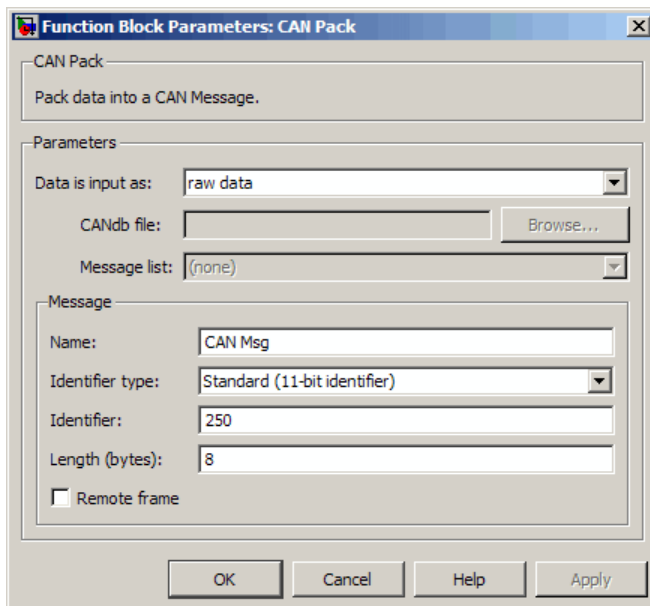 Function Block Parameters: CAN Pack
CAN Pack
Pack data into a CAN Message.
Parameters
Data is input as: raw data
CANdb file: Browse...
Message list: (none)
Message
Name: CAN Msg
Identifier type: Standard (11-bit identifier)
Identifier: 250
Length (bytes): 8
Remote frame
OK Cancel Help Apply